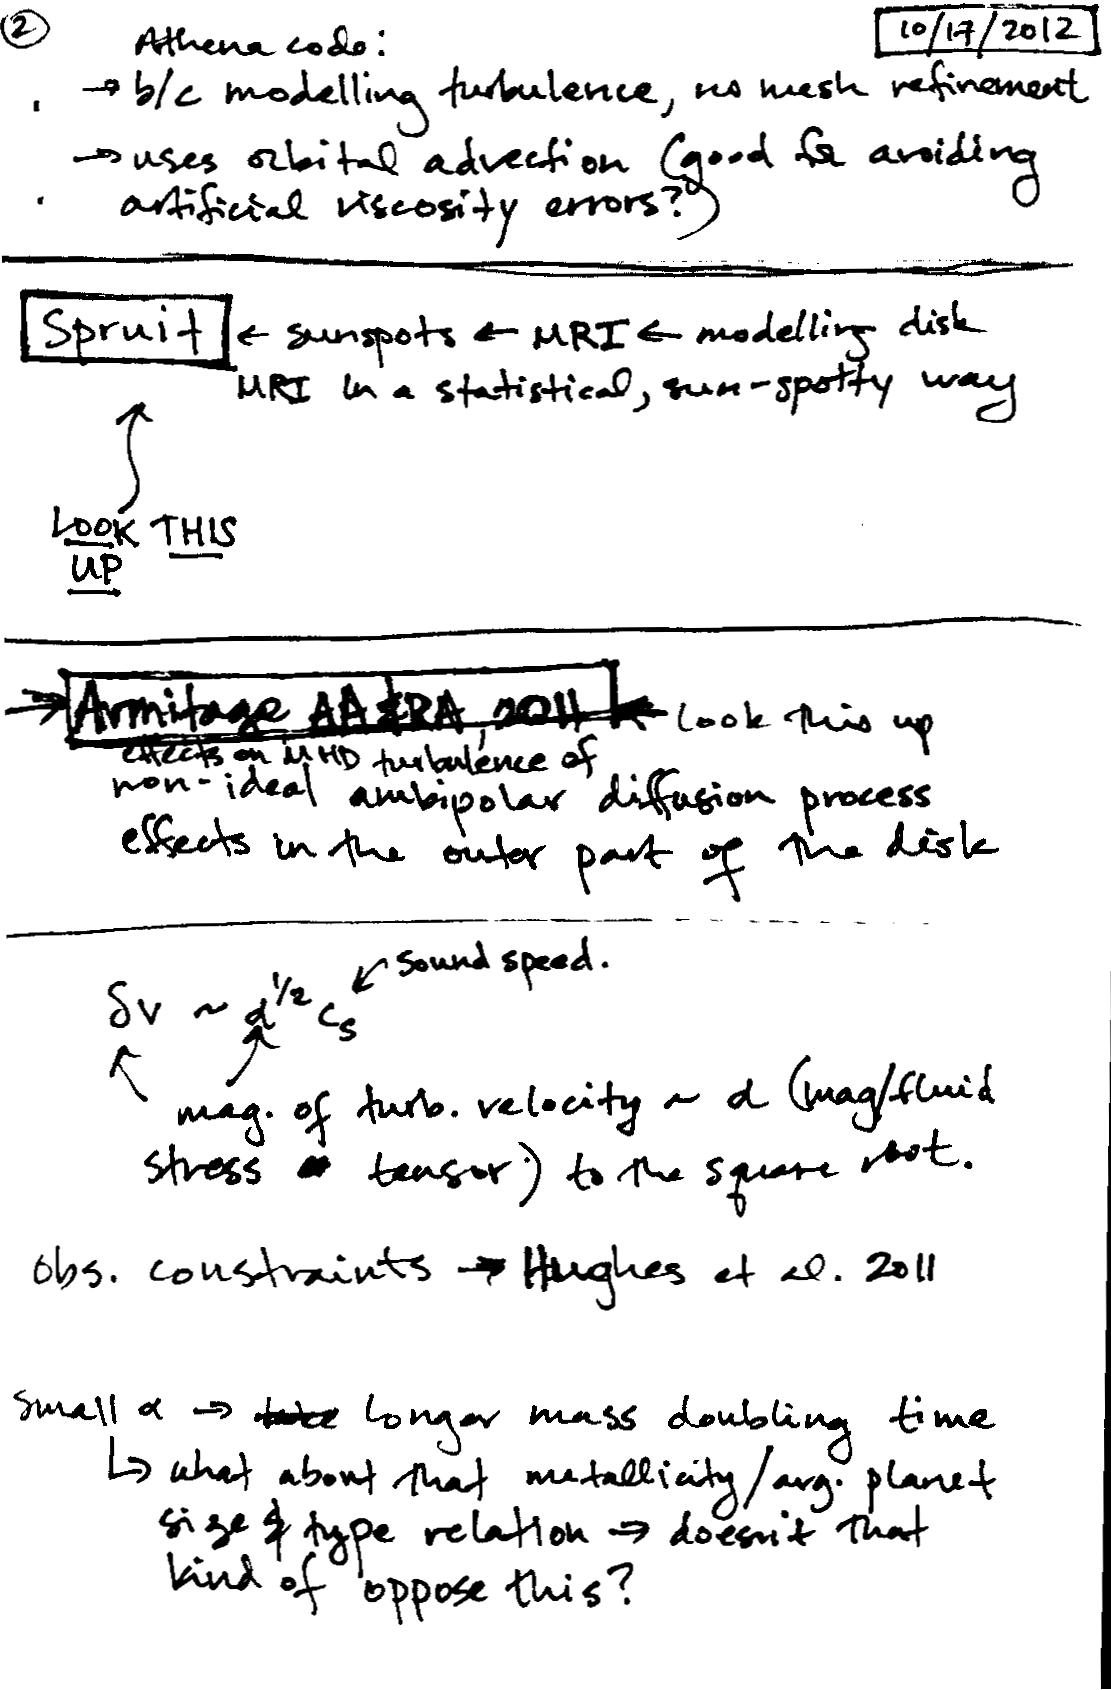 ②
10/17/2012
Athena code:
→ b/c modelling turbulence, no mesh refinement
→ uses orbital advection (good for avoiding
artificial viscosity errors?)
Spruit ← sunspots ← MRI ← modelling disk
MRI in a statistical, sun-spotty way
LOOK THIS
UP
→ Armitage AA&RA, 2011 ← look this up
effects on MHD turbulence of
non-ideal ambipolar diffusion process
effects in the outer part of the disk
sound speed.
δv ~ α^1/2 c_s
mag. of turb. velocity ~ α (mag/fluid
stress tensor) to the square root.
obs. constraints → Hughes et al. 2011
small α → longer mass doubling time
↳ what about that metallicity/avg. planet
size & type relation → doesn't that
kind of oppose this?